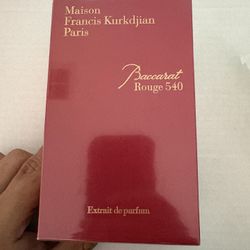 Maison
Francis Kurkdjian
Paris
Baccarat
Rouge 540
Extrait de parfum